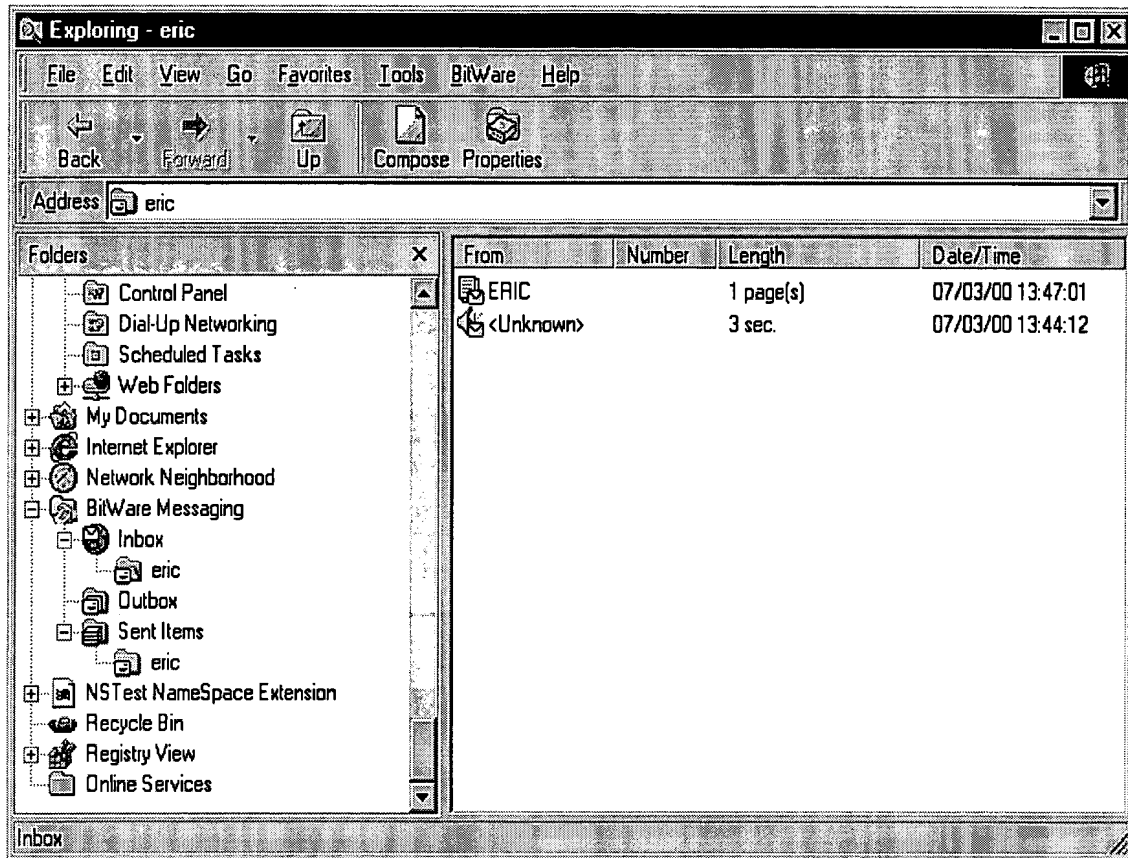 Exploring - eric
File Edit View Go Favorites Tools BitWare Help
Back Forward Up Compose Properties
Address eric
Folders
Control Panel
Dial-Up Networking
Scheduled Tasks
Web Folders
My Documents
Internet Explorer
Network Neighborhood
BitWare Messaging
Inbox
eric
Outbox
Sent Items
eric
NSTest NameSpace Extension
Recycle Bin
Registry View
Online Services
From Number Length Date/Time
ERIC 1 page(s) 07/03/00 13:47:01
<Unknown> 3 sec. 07/03/00 13:44:12
Inbox